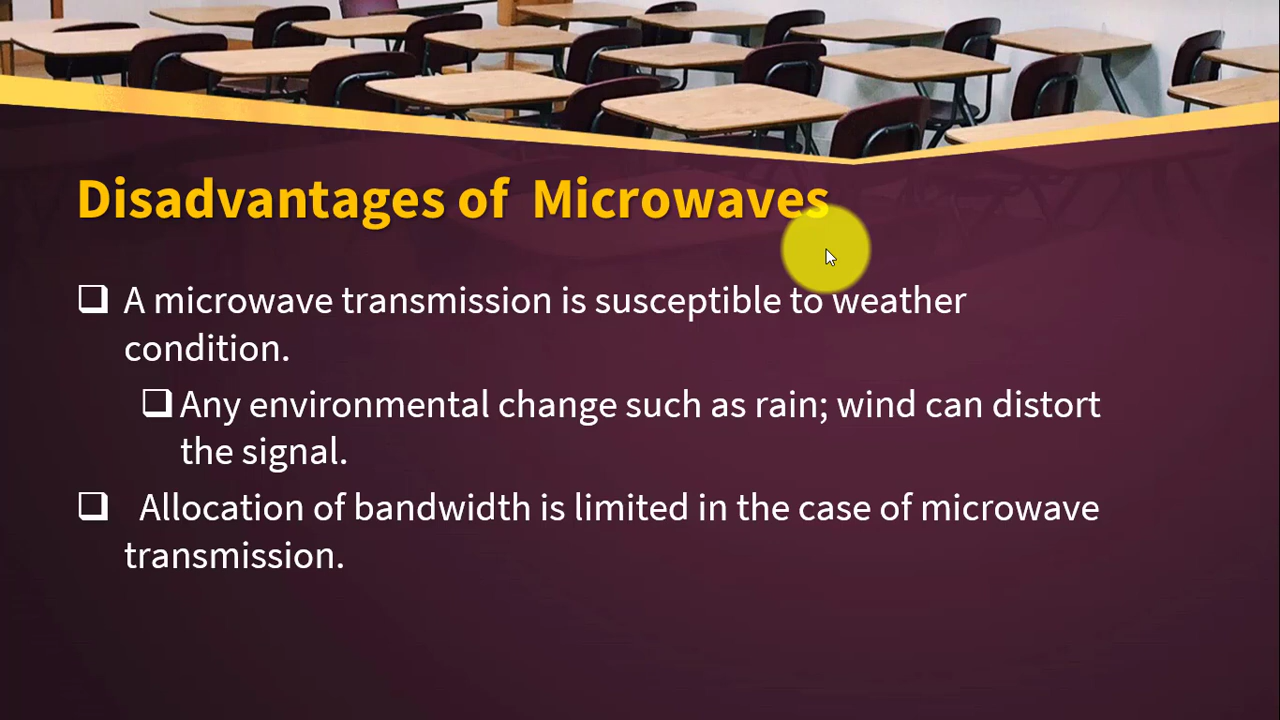 Disadvantages of Microwaves
❑ A microwave transmission is susceptible to weather
condition.
❑ Any environmental change such as rain; wind can distort
the signal.
❑ Allocation of bandwidth is limited in the case of microwave
transmission.